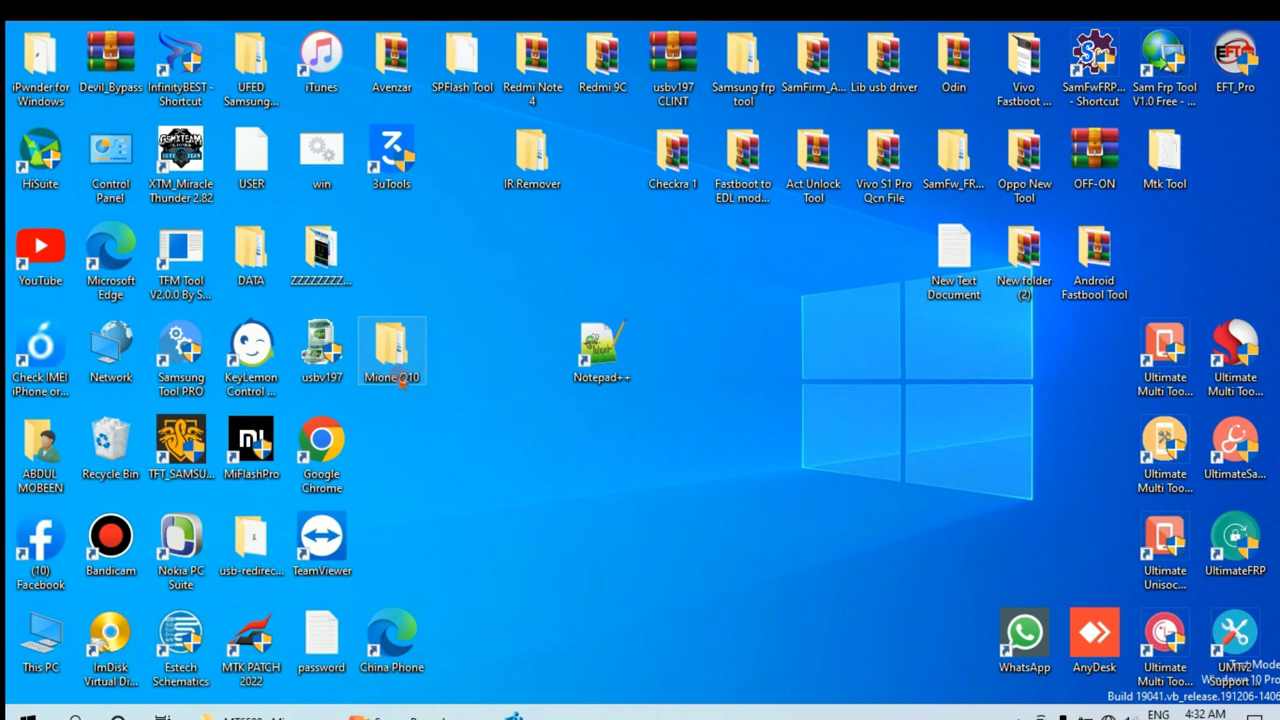 iPwnder for
Windows
Devil_Bypass
InfinityBEST -
Shortcut
UFED
Samsung...
iTunes
Avenzar
SPFlash Tool
Redmi Note
4
Redmi 9C
usbv197
CLINT
Samsung frp
tool
SamFirm_A...
Lib usb driver
Odin
Vivo
Fastboot ...
SamFwFRP...
- Shortcut
Sam Frp Tool
V1.0 Free - ...
EFT_Pro
HiSuite
Control
Panel
XTM_Miracle
Thunder 2.82
USER
win
3uTools
IR Remover
Checkra 1
Fastboot to
EDL mod...
Act Unlock
Tool
Vivo S1 Pro
Qcn File
SamFw_FR...
Oppo New
Tool
OFF-ON
Mtk Tool
YouTube
Microsoft
Edge
TFM Tool
V2.0.0 By S...
DATA
ZZZZZZZZ...
New Text
Document
New folder
(2)
Android
Fastbool Tool
Check IMEI
iPhone or...
Network
Samsung
Tool PRO
KeyLemon
Control ...
usbv197
Mione Q10
Notepad++
Ultimate
Multi Too...
Ultimate
Multi Too...
ABDUL
MOBEEN
Recycle Bin
TFT_SAMSU...
MiFlashPro
Google
Chrome
Ultimate
Multi Too...
UltimateSa...
(10)
Facebook
Bandicam
Nokia PC
Suite
usb-redirec...
TeamViewer
Ultimate
Unisoc...
UltimateFRP
This PC
ImDisk
Virtual Di...
Estech
Schematics
MTK PATCH
2022
password
China Phone
WhatsApp
AnyDesk
Ultimate
Multi Too...
UMTv2
Support
Test Mode
Windows 10 Pro
Build 19041.vb_release.191206-1406
ENG
4:32 AM